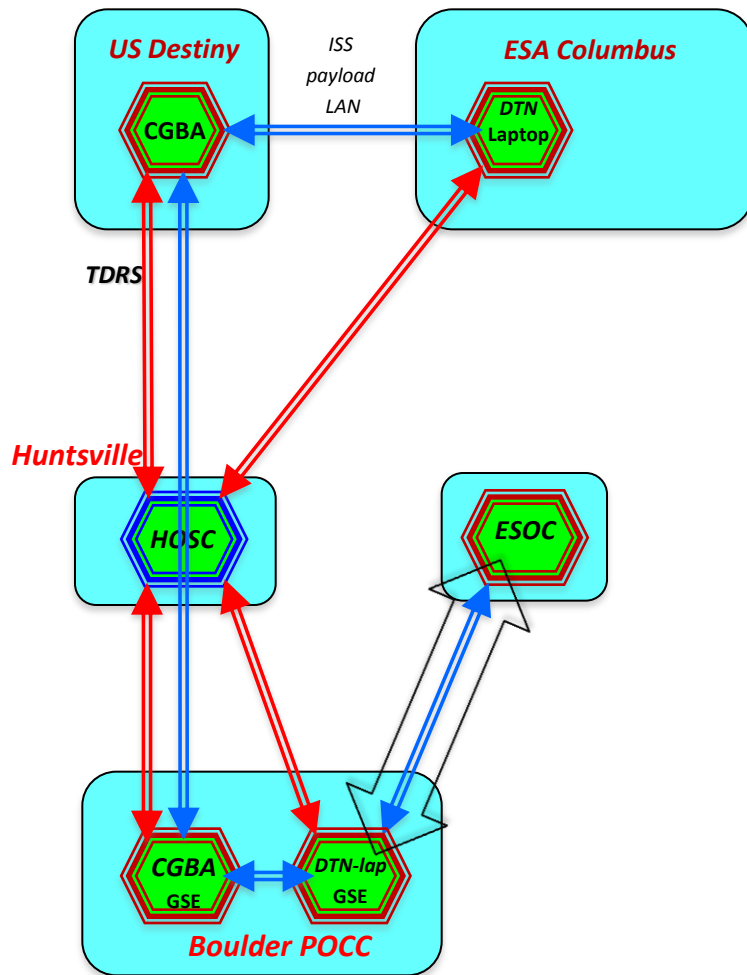 US Destiny
ISS
payload
LAN
ESA Columbus
CGBA
DTN
Laptop
TDRS
Huntsville
HOSC
ESOC
CGBA
GSE
DTN-lap
GSE
Boulder POCC